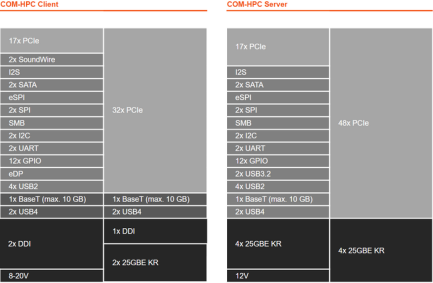 COM-HPC Client
17x PCIe
2x SoundWire
I2S
2x SATA
eSPI
2x SPI
SMB
2x I2C
2x UART
12x GPIO
eDP
4x USB2
1x BaseT (max. 10 GB)
2x USB4
2x DDI
8-20V
32x PCIe
1x BaseT (max. 10 GB)
2x USB4
1x DDI
2x 25GBE KR
COM-HPC Server
17x PCIe
I2S
2x SATA
eSPI
2x SPI
SMB
2x I2C
2x UART
12x GPIO
2x USB3.2
4x USB2
1x BaseT (max. 10 GB)
2x USB4
4x 25GBE KR
12V
48x PCIe
4x 25GBE KR